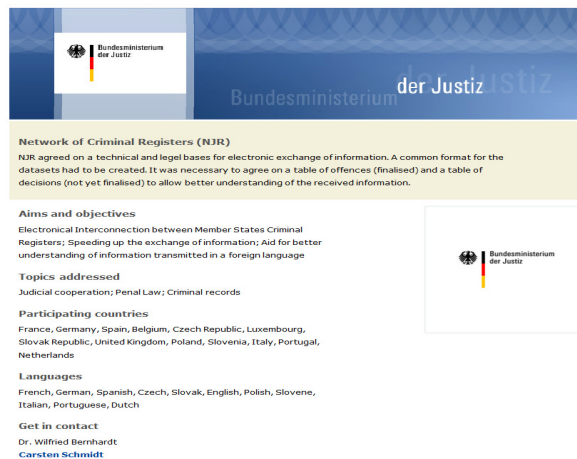 Bundesministerium
der Justiz
Bundesministerium
der Justiz
der Justiz
Network of Criminal Registers (NJR)
NJR agreed on a technical and legel bases for electronic exchange of information. A common format for the
datasets had to be created. It was necessary to agree on a table of offences (finalised) and a table of
decisions (not yet finalised) to allow better understanding of the received information.
Aims and objectives
Electronical Interconnection between Member States Criminal
Registers; Speeding up the exchange of information; Aid for better
understanding of information transmitted in a foreign language
Bundesministerium
der Justiz
Topics addressed
Judicial cooperation; Penal Law; Criminal records
Participating countries
France, Germany, Spain, Belgium, Czech Republic, Luxembourg,
Slovak Republic, United Kingdom, Poland, Slovenia, Italy, Portugal,
Netherlands
Languages
French, German, Spanish, Czech, Slovak, English, Polish, Slovene,
Italian, Portuguese, Dutch
Get in contact
Dr. Wilfried Bernhardt
Carsten Schmidt